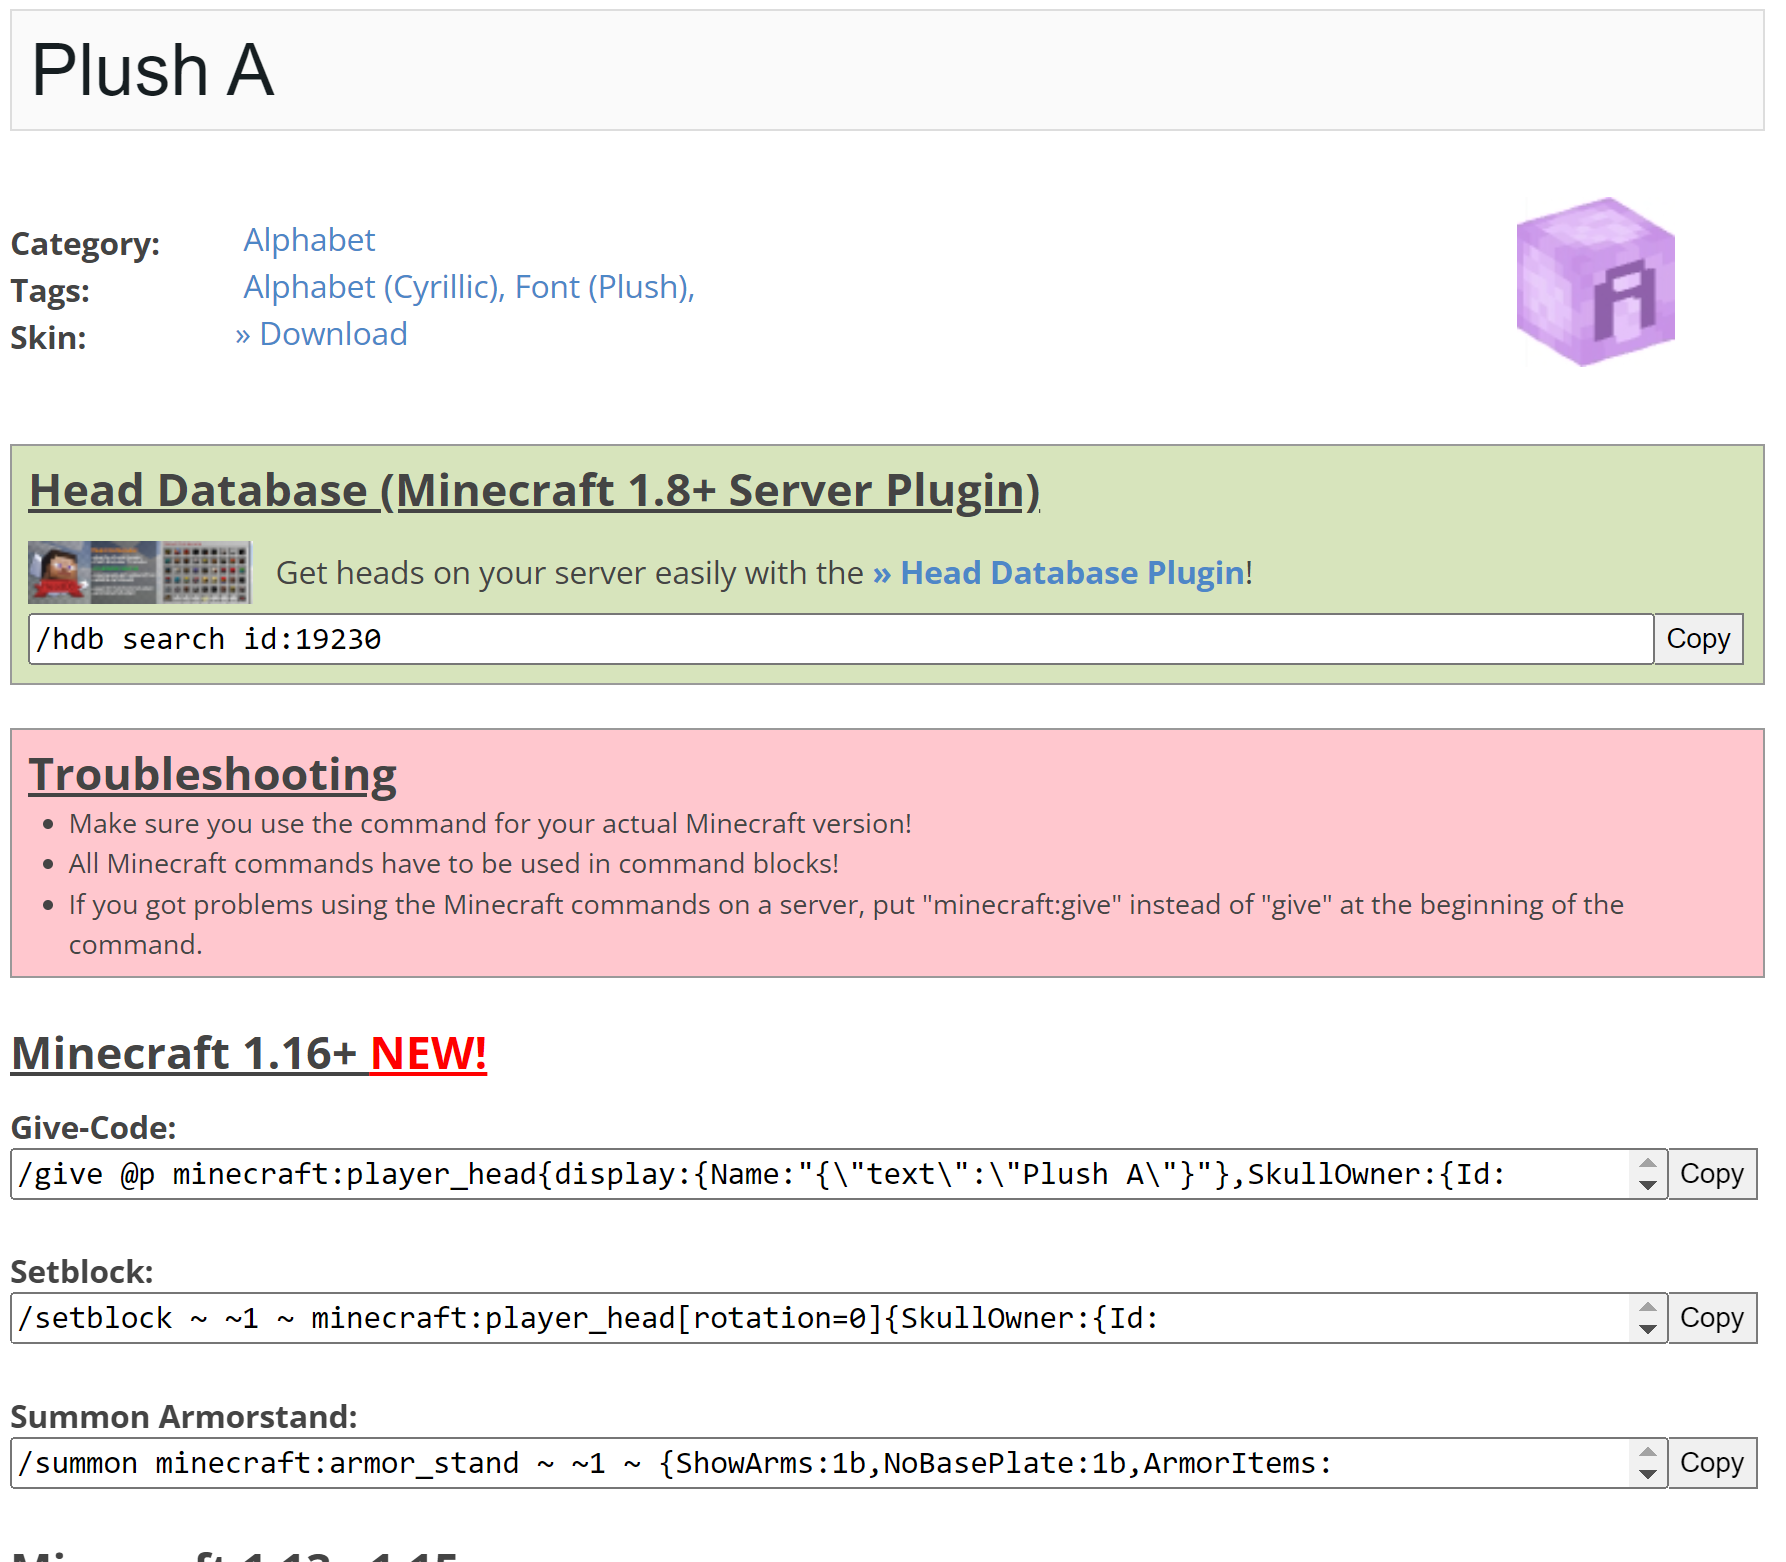 Plush A
Category: Alphabet
Tags: Alphabet (Cyrillic), Font (Plush),
Skin: » Download
A
Head Database (Minecraft 1.8+ Server Plugin)
Get heads on your server easily with the » Head Database Plugin!
/hdb search id:19230 Copy
Troubleshooting
• Make sure you use the command for your actual Minecraft version!
• All Minecraft commands have to be used in command blocks!
• If you got problems using the Minecraft commands on a server, put "minecraft:give" instead of "give" at the beginning of the
command.
Minecraft 1.16+ NEW!
Give-Code:
/give @p minecraft:player_head{display:{Name:"{\"text\":\"Plush A\"}"},SkullOwner:{Id: Copy
Setblock:
/setblock ~ ~1 ~ minecraft:player_head[rotation=0]{SkullOwner:{Id: Copy
Summon Armorstand:
/summon minecraft:armor_stand ~ ~1 ~ {ShowArms:1b,NoBasePlate:1b,ArmorItems: Copy